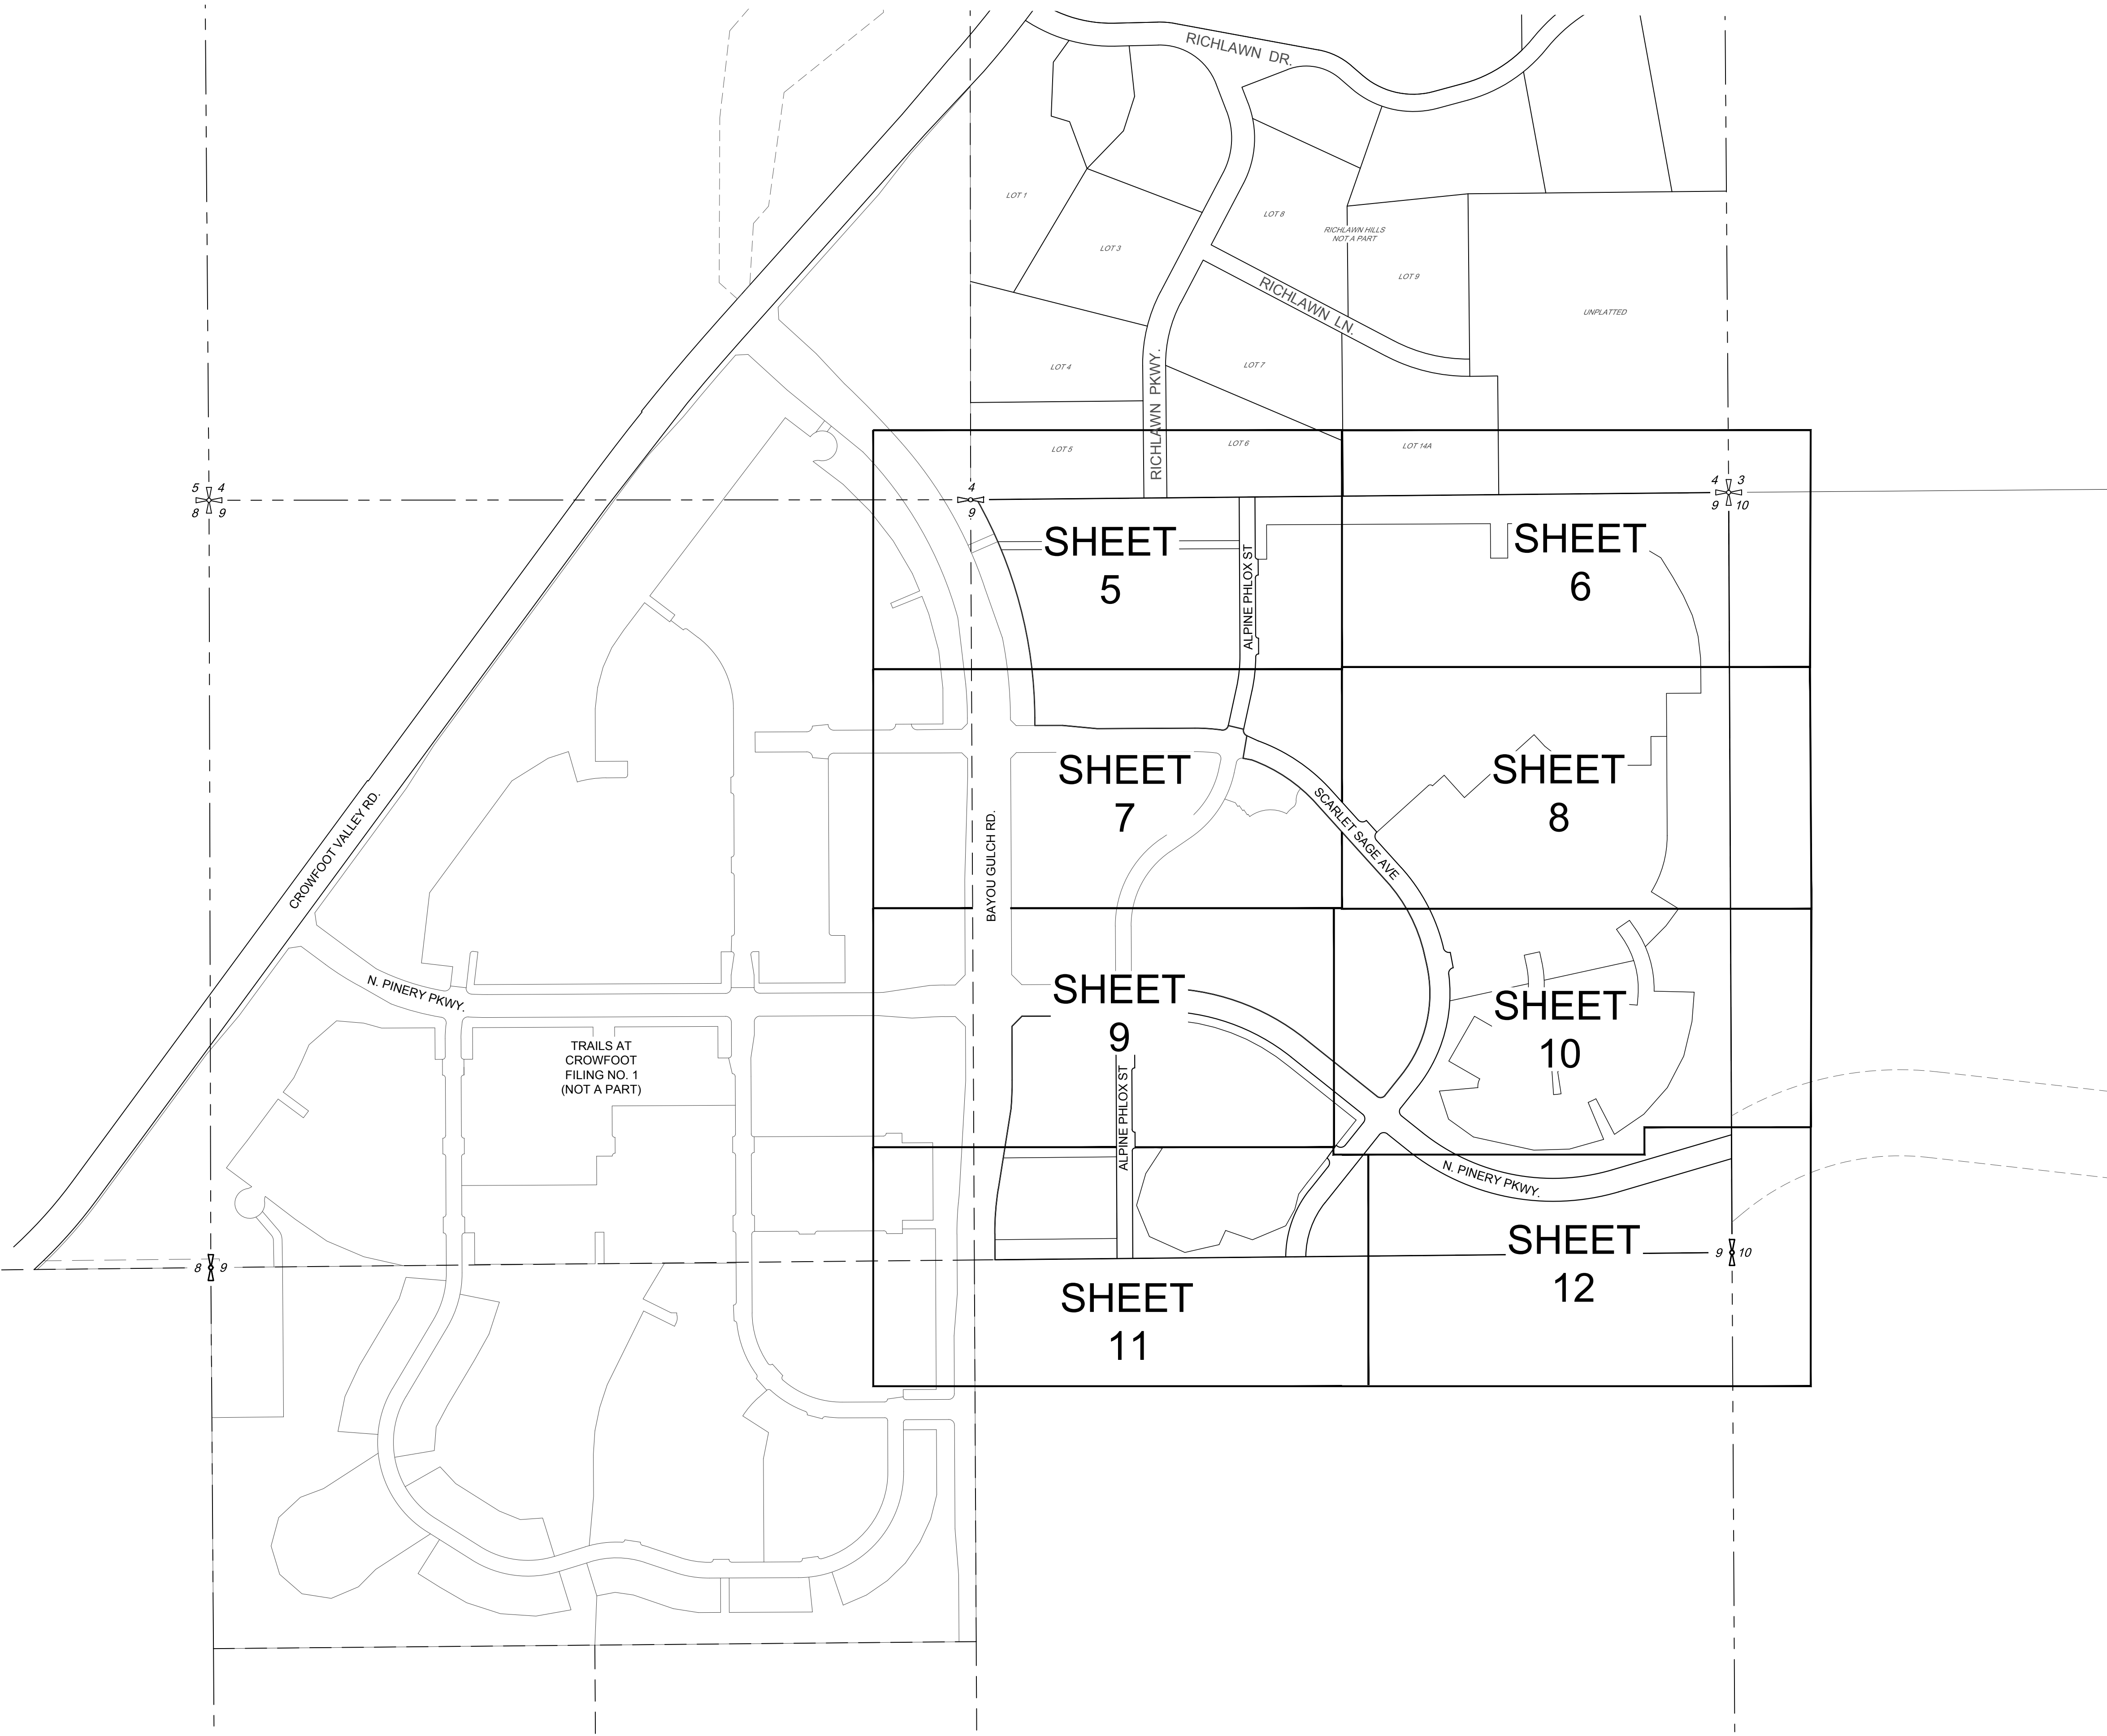 RICHLAWN DR.
LOT 1
LOT 8
RICHLAWN HILLS
NOT A PART
LOT 3
LOT 9
RICHLAWN LN.
UNPLATTED
LOT 4
LOT 7
RICHLAWN PKWY.
LOT 5
LOT 6
LOT 14A
5 4
8 9
4
9
4 3
9 10
SHEET
5
ALPINE PHLOX ST
SHEET
6
SHEET
7
SHEET
8
CROWFOOT VALLEY RD.
BAYOU GULCH RD.
SCARLET SAGE AVE
N. PINERY PKWY.
SHEET
9
SHEET
10
TRAILS AT
CROWFOOT
FILING NO. 1
(NOT A PART)
ALPINE PHLOX ST
N. PINERY PKWY.
8 9
SHEET
11
SHEET
12
9 10